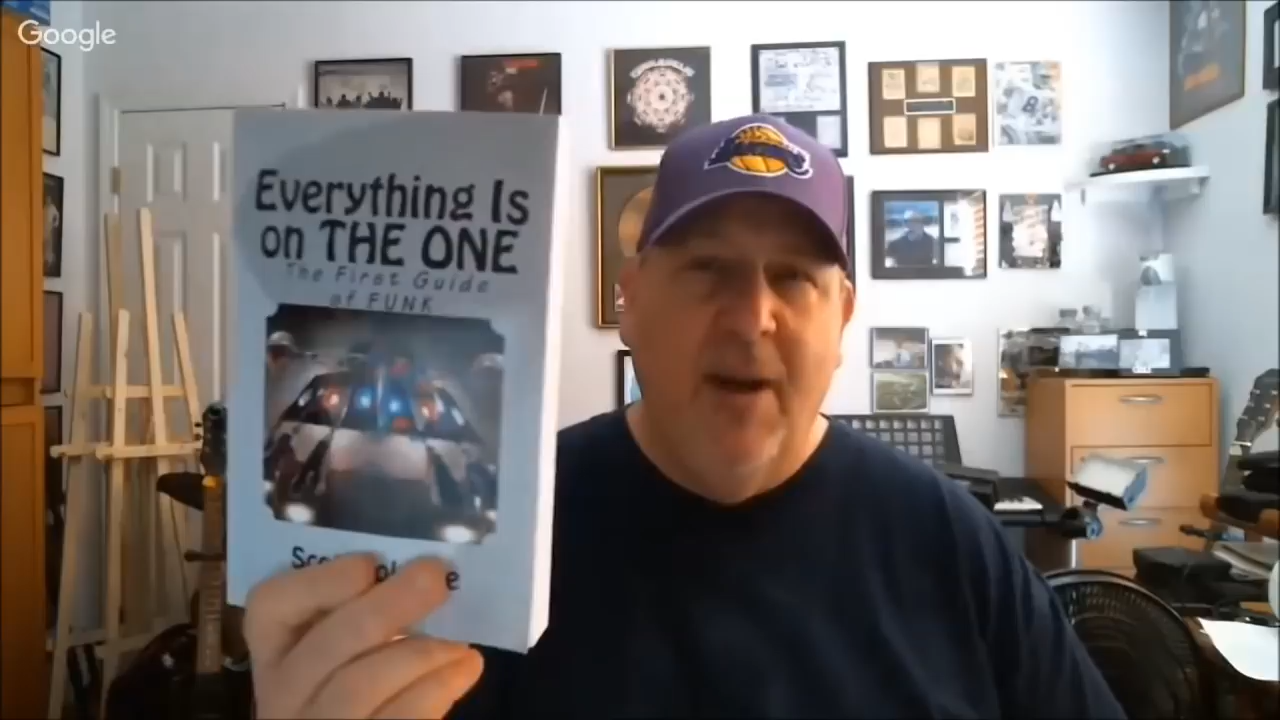 Google
Everything Is
on THE ONE
The First Guide
of FUNK